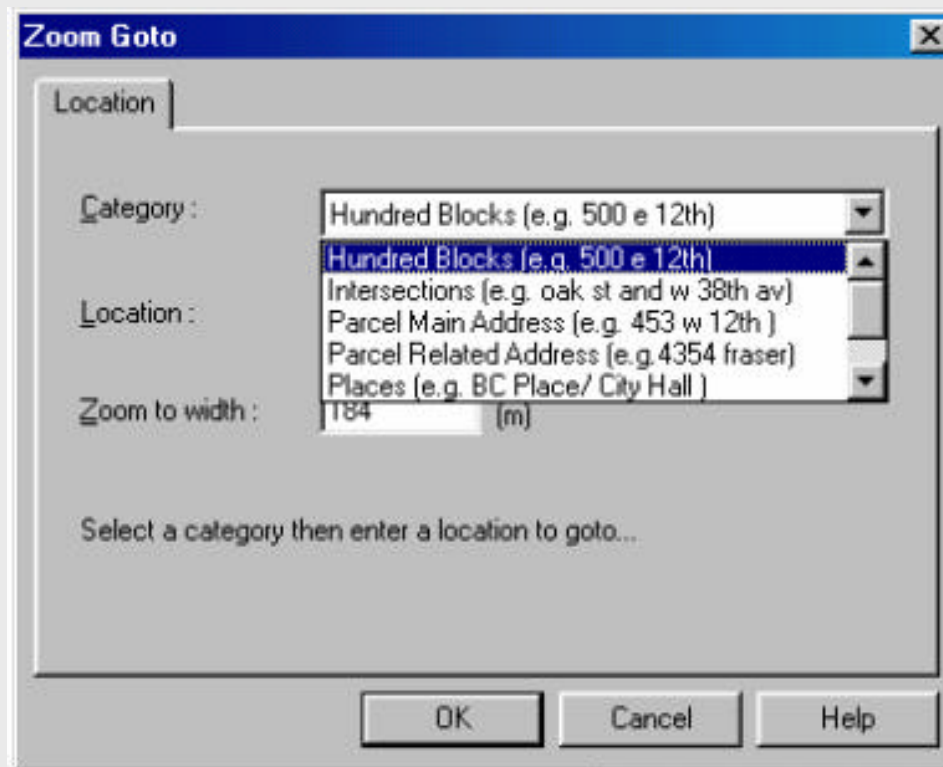 Zoom Goto
Location
Category :
Hundred Blocks (e.g. 500 e 12th)
Hundred Blocks (e.g. 500 e 12th)
Intersections (e.g. oak st and w 38th av)
Location :
Parcel Main Address (e.g. 453 w 12th )
Parcel Related Address (e.g.4354 fraser)
Places (e.g. BC Place/ City Hall )
Zoom to width :
184 (m)
Select a category then enter a location to goto...
OK
Cancel
Help